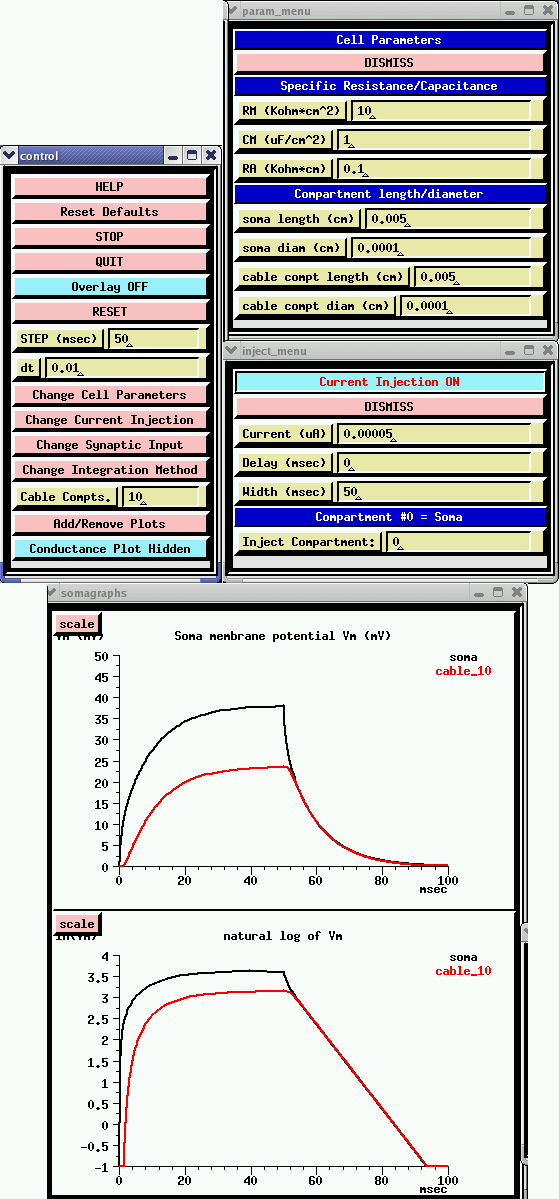 param_menu
Cell Parameters
DISMISS
Specific Resistance/Capacitance
RM (Kohm*cm^2) 10
CM (uF/cm^2) 1
RA (Kohm*cm) 0.1
Compartment length/diameter
soma length (cm) 0.005
soma diam (cm) 0.0001
cable compt length (cm) 0.005
cable compt diam (cm) 0.0001
control
HELP
Reset Defaults
STOP
QUIT
Overlay OFF
RESET
STEP (msec) 50
dt 0.01
Change Cell Parameters
Change Current Injection
Change Synaptic Input
Change Integration Method
Cable Compts. 10
Add/Remove Plots
Conductance Plot Hidden
inject_menu
Current Injection ON
DISMISS
Current (uA) 0.00005
Delay (msec) 0
Width (msec) 50
Compartment #0 = Soma
Inject Compartment: 0
somagraphs
scale
Soma membrane potential Vm (mV)
soma
cable_10
50
45
40
35
30
25
20
15
10
5
0
0 20 40 60 80 100
msec
scale
natural log of Vm
soma
cable_10
4
3.5
3
2.5
2
1.5
1
0.5
0
-0.5
-1
0 20 40 60 80 100
msec